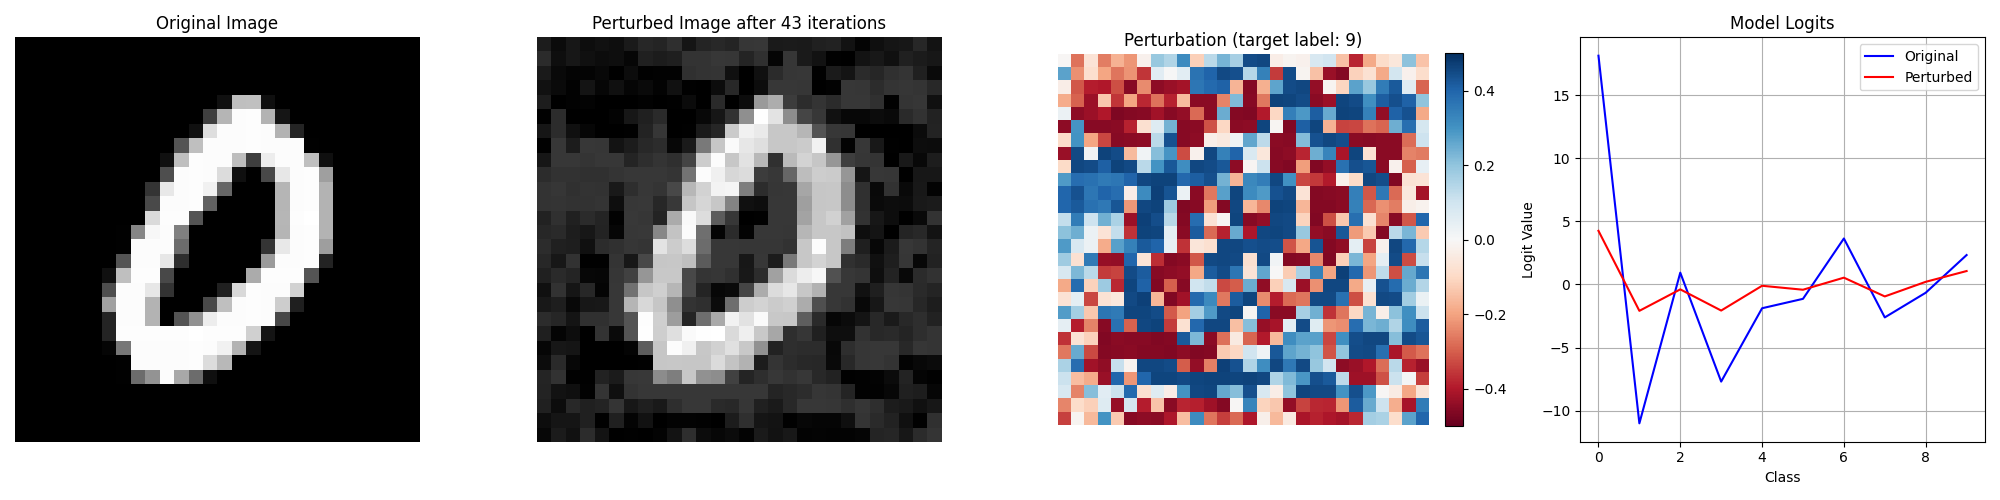 Original Image
0
Perturbed Image after 43 iterations
0
Perturbation (target label: 9)
0.4
0.2
0.0
−0.2
−0.4
Model Logits
Original
Perturbed
Logit Value
15
10
5
0
−5
−10
0
2
4
6
8
Class